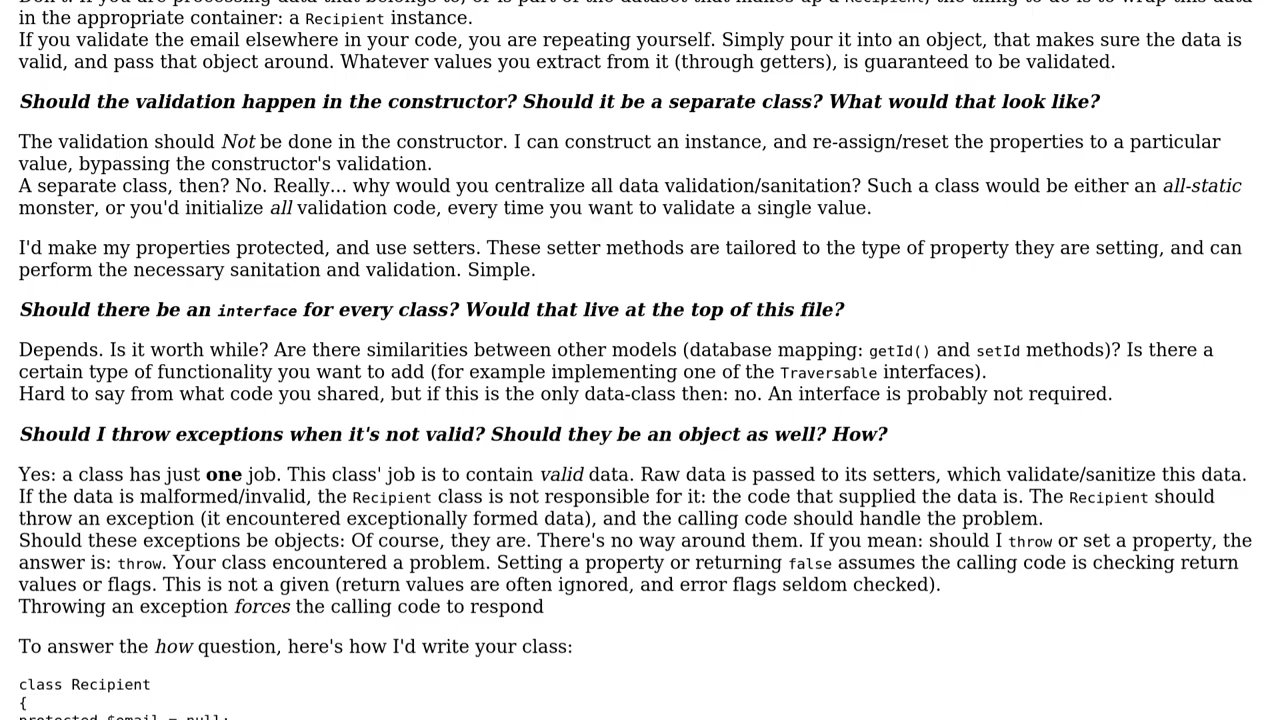 in the appropriate container: a Recipient instance.
If you validate the email elsewhere in your code, you are repeating yourself. Simply pour it into an object, that makes sure the data is
valid, and pass that object around. Whatever values you extract from it (through getters), is guaranteed to be validated.
Should the validation happen in the constructor? Should it be a separate class? What would that look like?
The validation should Not be done in the constructor. I can construct an instance, and re-assign/reset the properties to a particular
value, bypassing the constructor's validation.
A separate class, then? No. Really... why would you centralize all data validation/sanitation? Such a class would be either an all-static
monster, or you'd initialize all validation code, every time you want to validate a single value.
I'd make my properties protected, and use setters. These setter methods are tailored to the type of property they are setting, and can
perform the necessary sanitation and validation. Simple.
Should there be an interface for every class? Would that live at the top of this file?
Depends. Is it worth while? Are there similarities between other models (database mapping: getId() and setId methods)? Is there a
certain type of functionality you want to add (for example implementing one of the Traversable interfaces).
Hard to say from what code you shared, but if this is the only data-class then: no. An interface is probably not required.
Should I throw exceptions when it's not valid? Should they be an object as well? How?
Yes: a class has just one job. This class' job is to contain valid data. Raw data is passed to its setters, which validate/sanitize this data.
If the data is malformed/invalid, the Recipient class is not responsible for it: the code that supplied the data is. The Recipient should
throw an exception (it encountered exceptionally formed data), and the calling code should handle the problem.
Should these exceptions be objects: Of course, they are. There's no way around them. If you mean: should I throw or set a property, the
answer is: throw. Your class encountered a problem. Setting a property or returning false assumes the calling code is checking return
values or flags. This is not a given (return values are often ignored, and error flags seldom checked).
Throwing an exception forces the calling code to respond
To answer the how question, here's how I'd write your class:
class Recipient
{
protected $email = null;